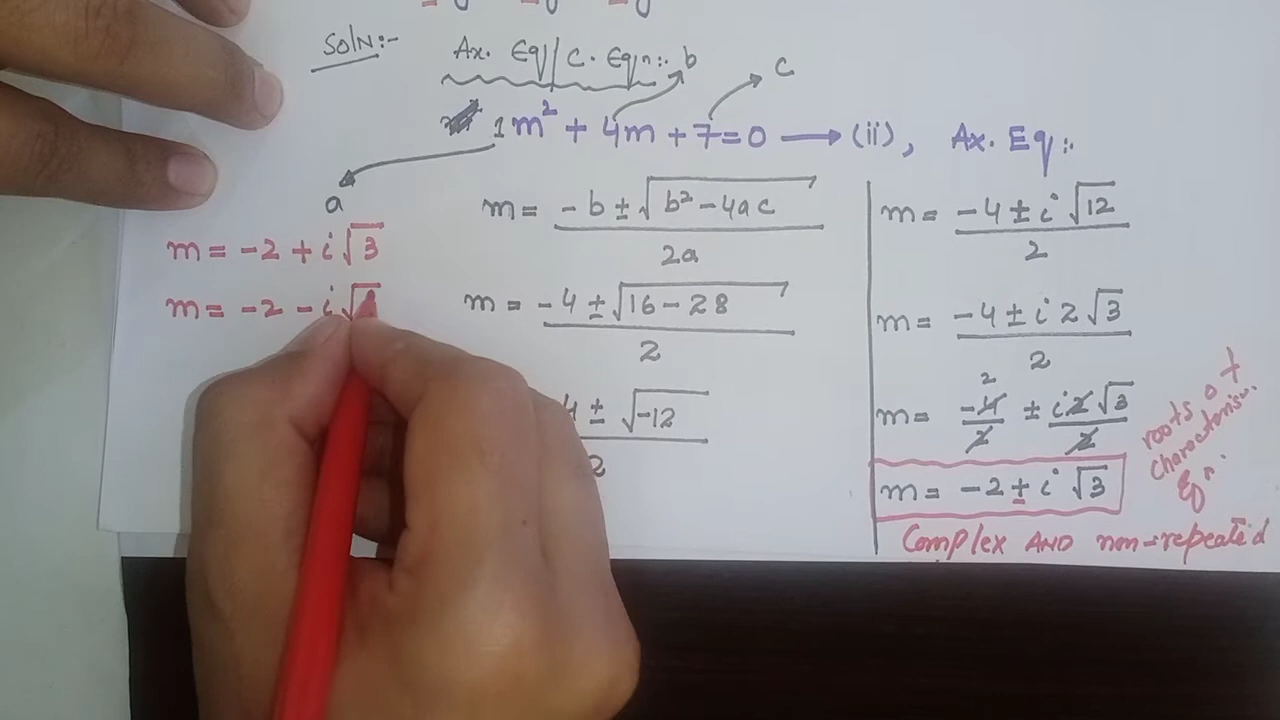 SolN:-
Ax. Eq/C. Eqn:-
b
c
1m² + 4m + 7 = 0 → (ii), Ax. Eq:-
a
m = -2 + i√3
m = -2 - i√
m = -b ± √b² - 4ac / 2a
m = -4 ± √16 - 28 / 2
4 ± √-12 / 2
m = -4 ± i√12 / 2
m = -4 ± i 2√3 / 2
m = -4/2 ± i2√3/2
2
m = -2 ± i√3
roots of
Eqn.
Complex AND non-repeated